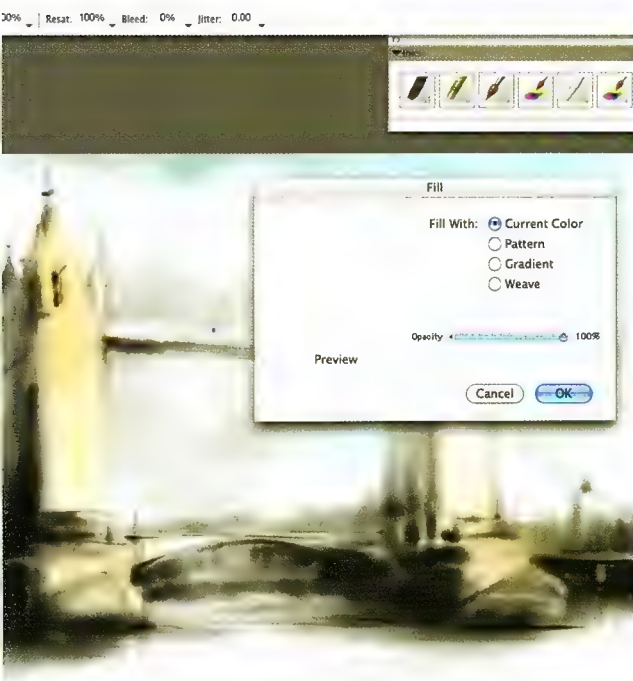 00% Resat: 100% Bleed: 0% Jitter: 0.00
Fill
Fill With: Current Color
Pattern
Gradient
Weave
Opacity 100%
Preview
Cancel OK